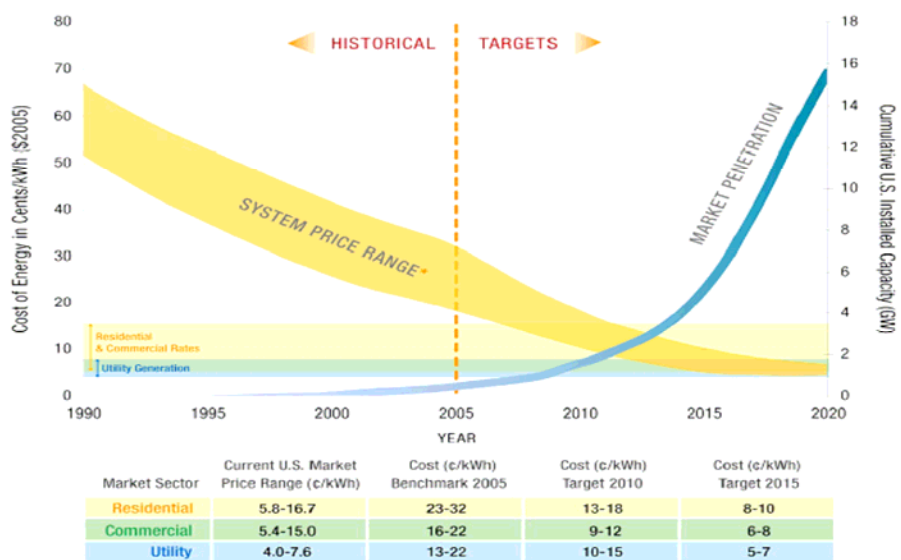 HISTORICAL TARGETS
80
70
60
50
40
30
20
10
0
Cost of Energy in Cents/kWh ($2005)
18
16
14
12
10
8
6
4
2
0
Cumulative U.S. Installed Capacity (GW)
SYSTEM PRICE RANGE*
MARKET PENETRATION
Residential
& Commercial Rates
Utility Generation
1990 1995 2000 2005 2010 2015 2020
YEAR
Market Sector Current U.S. Market Price Range (¢/kWh) Cost (¢/kWh) Benchmark 2005 Cost (¢/kWh) Target 2010 Cost (¢/kWh) Target 2015
Residential 5.8-16.7 23-32 13-18 8-10
Commercial 5.4-15.0 16-22 9-12 6-8
Utility 4.0-7.6 13-22 10-15 5-7